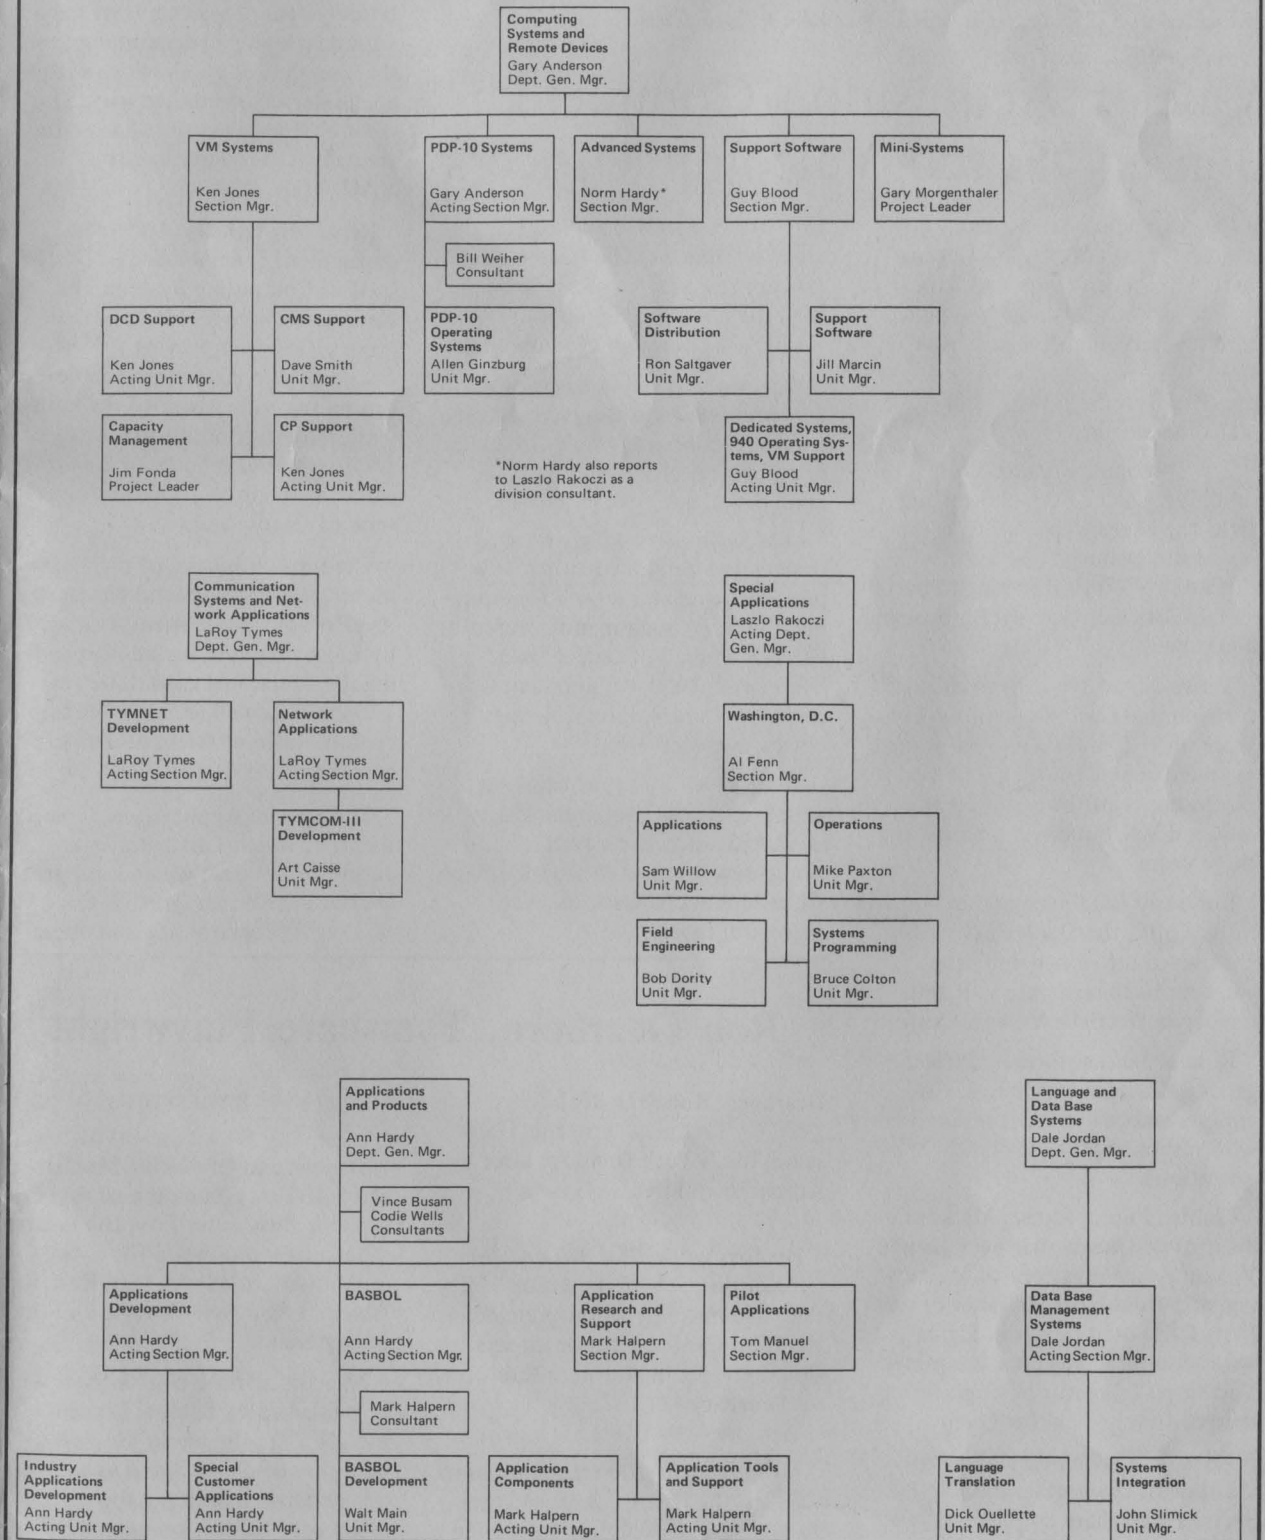 Computing
Systems and
Remote Devices
Gary Anderson
Dept. Gen. Mgr.
VM Systems
Ken Jones
Section Mgr.
PDP-10 Systems
Gary Anderson
Acting Section Mgr.
Advanced Systems
Norm Hardy*
Section Mgr.
Support Software
Guy Blood
Section Mgr.
Mini-Systems
Gary Morgenthaler
Project Leader
Bill Weiher
Consultant
DCD Support
Ken Jones
Acting Unit Mgr.
CMS Support
Dave Smith
Unit Mgr.
PDP-10
Operating
Systems
Allen Ginzburg
Unit Mgr.
Software
Distribution
Ron Saltgaver
Unit Mgr.
Support
Software
Jill Marcin
Unit Mgr.
Capacity
Management
Jim Fonda
Project Leader
CP Support
Ken Jones
Acting Unit Mgr.
*Norm Hardy also reports
to Laszlo Rakoczi as a
division consultant.
Dedicated Systems,
940 Operating Sys-
tems, VM Support
Guy Blood
Acting Unit Mgr.
Communication
Systems and Net-
work Applications
LaRoy Tymes
Dept. Gen. Mgr.
Special
Applications
Laszlo Rakoczi
Acting Dept.
Gen. Mgr.
TYMNET
Development
LaRoy Tymes
Acting Section Mgr.
Network
Applications
LaRoy Tymes
Acting Section Mgr.
Washington, D.C.
Al Fenn
Section Mgr.
TYMCOM-III
Development
Art Caisse
Unit Mgr.
Applications
Sam Willow
Unit Mgr.
Operations
Mike Paxton
Unit Mgr.
Field
Engineering
Bob Dority
Unit Mgr.
Systems
Programming
Bruce Colton
Unit Mgr.
Applications
and Products
Ann Hardy
Dept. Gen. Mgr.
Language and
Data Base
Systems
Dale Jordan
Dept. Gen. Mgr.
Vince Busam
Codie Wells
Consultants
Applications
Development
Ann Hardy
Acting Section Mgr.
BASBOL
Ann Hardy
Acting Section Mgr.
Application
Research and
Support
Mark Halpern
Section Mgr.
Pilot
Applications
Tom Manuel
Section Mgr.
Data Base
Management
Systems
Dale Jordan
Acting Section Mgr.
Mark Halpern
Consultant
Industry
Applications
Development
Ann Hardy
Acting Unit Mgr.
Special
Customer
Applications
Ann Hardy
Acting Unit Mgr.
BASBOL
Development
Walt Main
Unit Mgr.
Application
Components
Mark Halpern
Acting Unit Mgr.
Application Tools
and Support
Mark Halpern
Acting Unit Mgr.
Language
Translation
Dick Ouellette
Unit Mgr.
Systems
Integration
John Slimick
Unit Mgr.